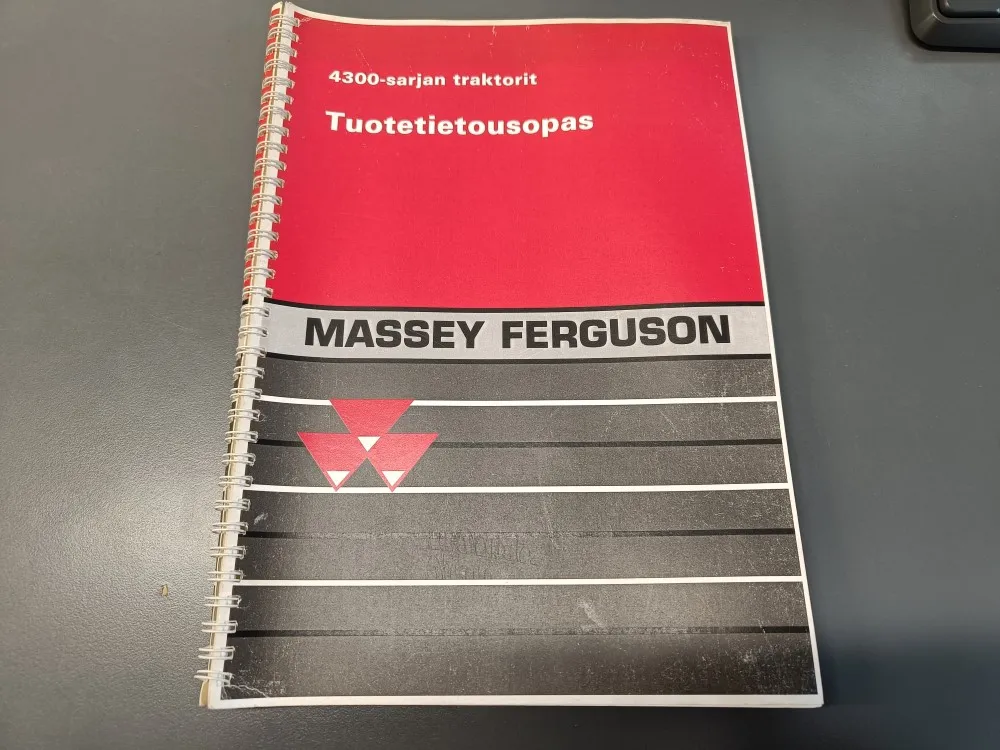 4300-sarjan traktorit
Tuotetietousopas
MASSEY FERGUSON